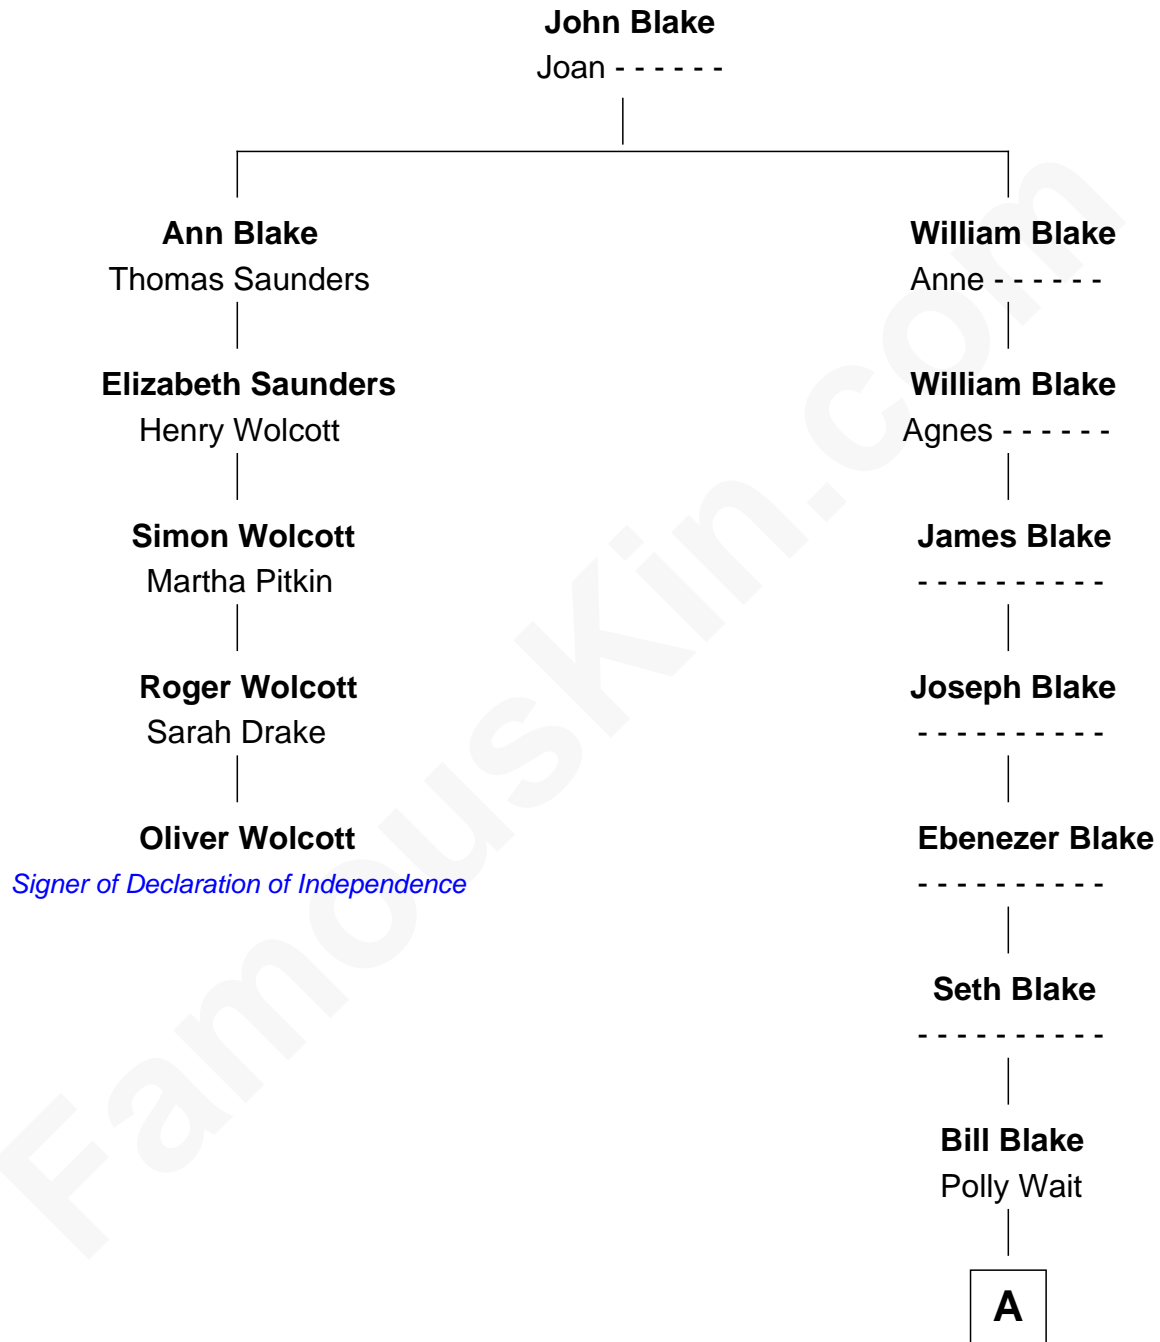 John Blake
Joan - - - - - -
Ann Blake
Thomas Saunders
William Blake
Anne - - - - - -
Elizabeth Saunders
Henry Wolcott
William Blake
Agnes - - - - - -
Simon Wolcott
Martha Pitkin
James Blake
- - - - - - - - - -
Roger Wolcott
Sarah Drake
Joseph Blake
- - - - - - - - - -
Oliver Wolcott
Signer of Declaration of Independence
Ebenezer Blake
- - - - - - - - - -
Seth Blake
- - - - - - - - - -
Bill Blake
Polly Wait
A
FamousKin.com